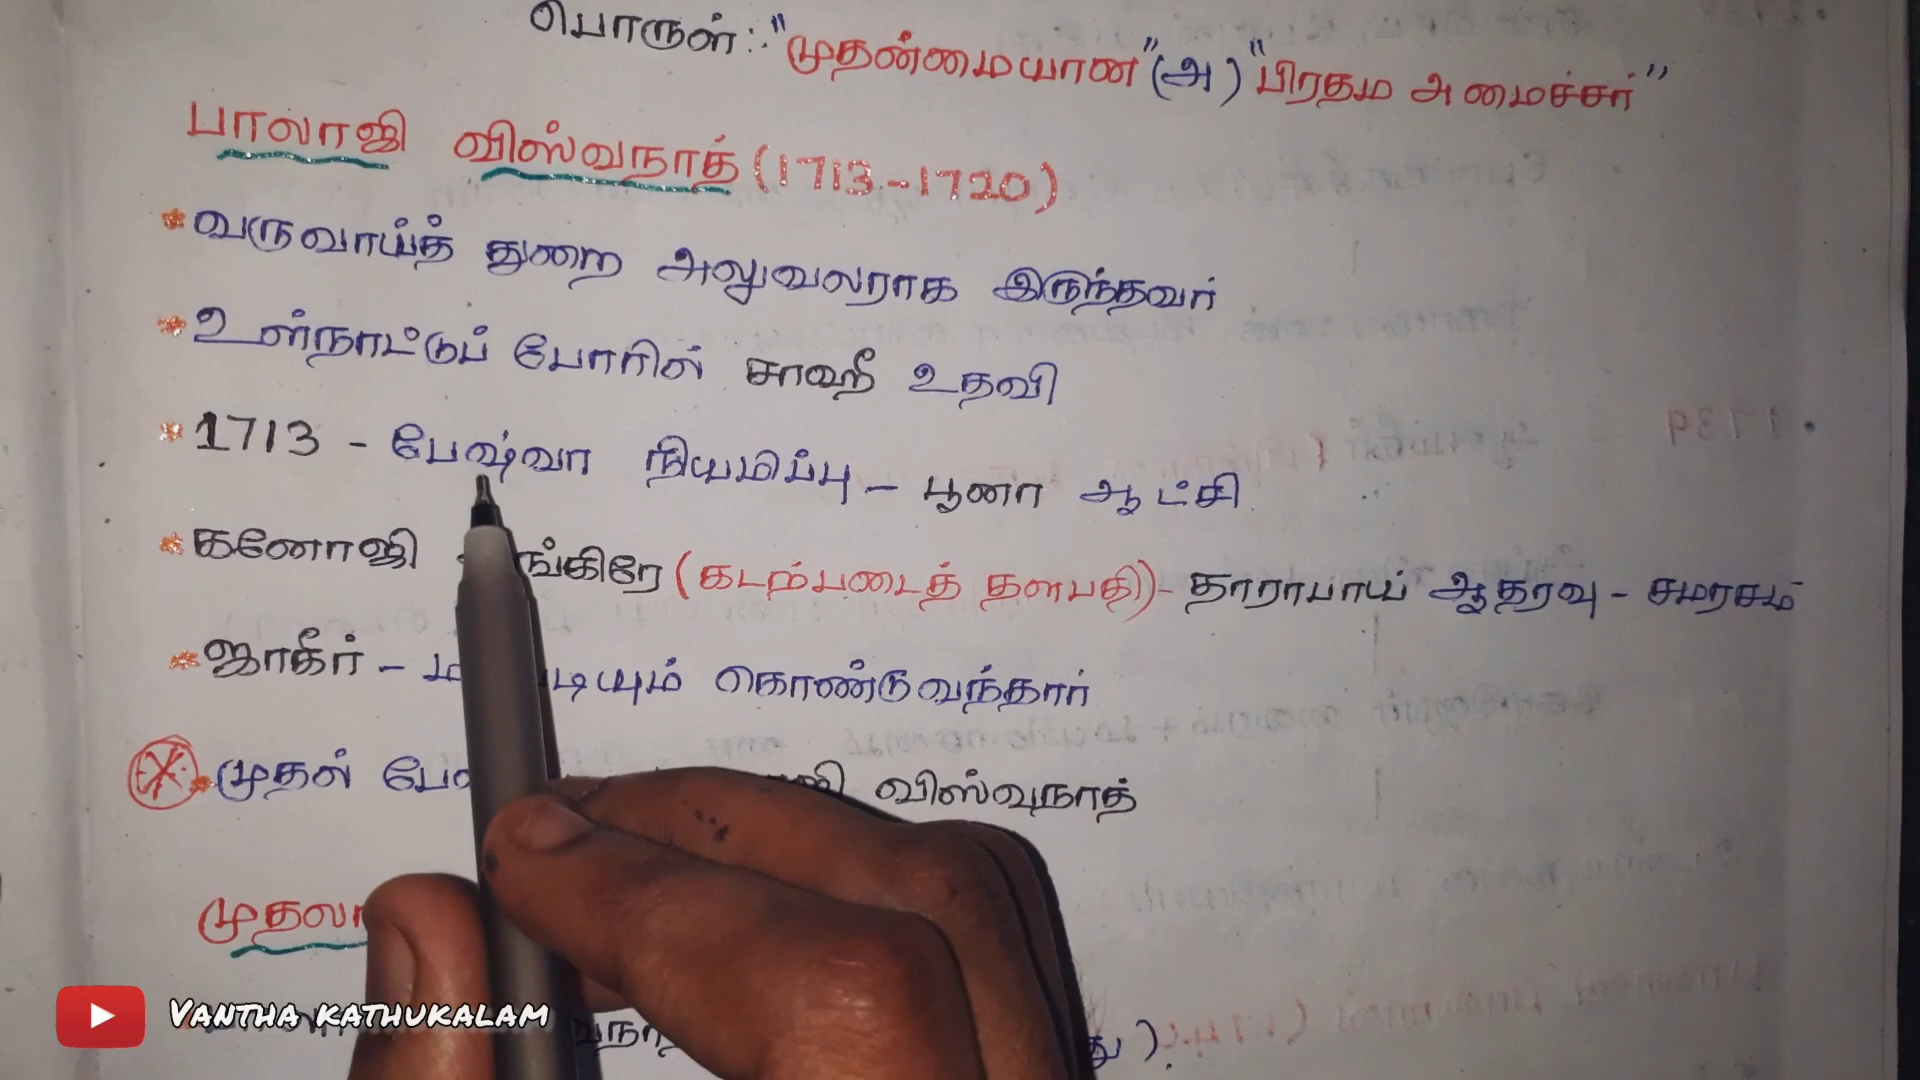 பொருள்:- "முதன்மையான" (அ) "பிரதம அமைச்சர்"
பாலாஜி விஸ்வநாத் (1713-1720)
* வருவாய்த் துறை அலுவலராக இருந்தவர்
* உள்நாட்டுப் போரில் சாஹூ உதவி
* 1713 - பேஷ்வா நியமிப்பு - பூனா ஆட்சி
* கனோஜி ங்கிரே (கடற்படைத் தளபதி) - தாராபாய் ஆதரவு - சமரசம்
* ஜாகீர் - டியும் கொண்டுவந்தார்
* முதல் விஸ்வநாத்
VANTHA KATHUKALAM